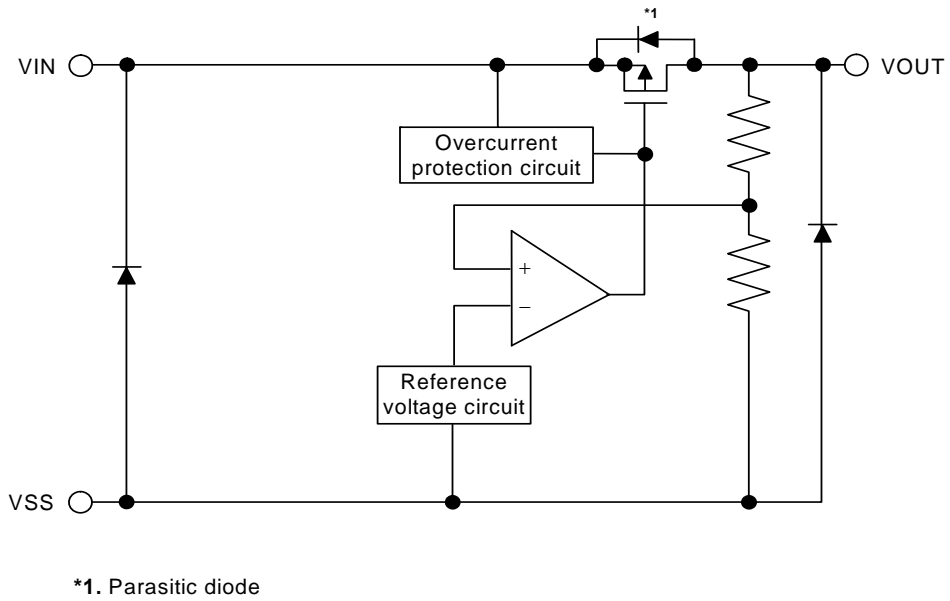 *1
VIN
VOUT
Overcurrent
protection circuit
+
−
Reference
voltage circuit
VSS
*1. Parasitic diode